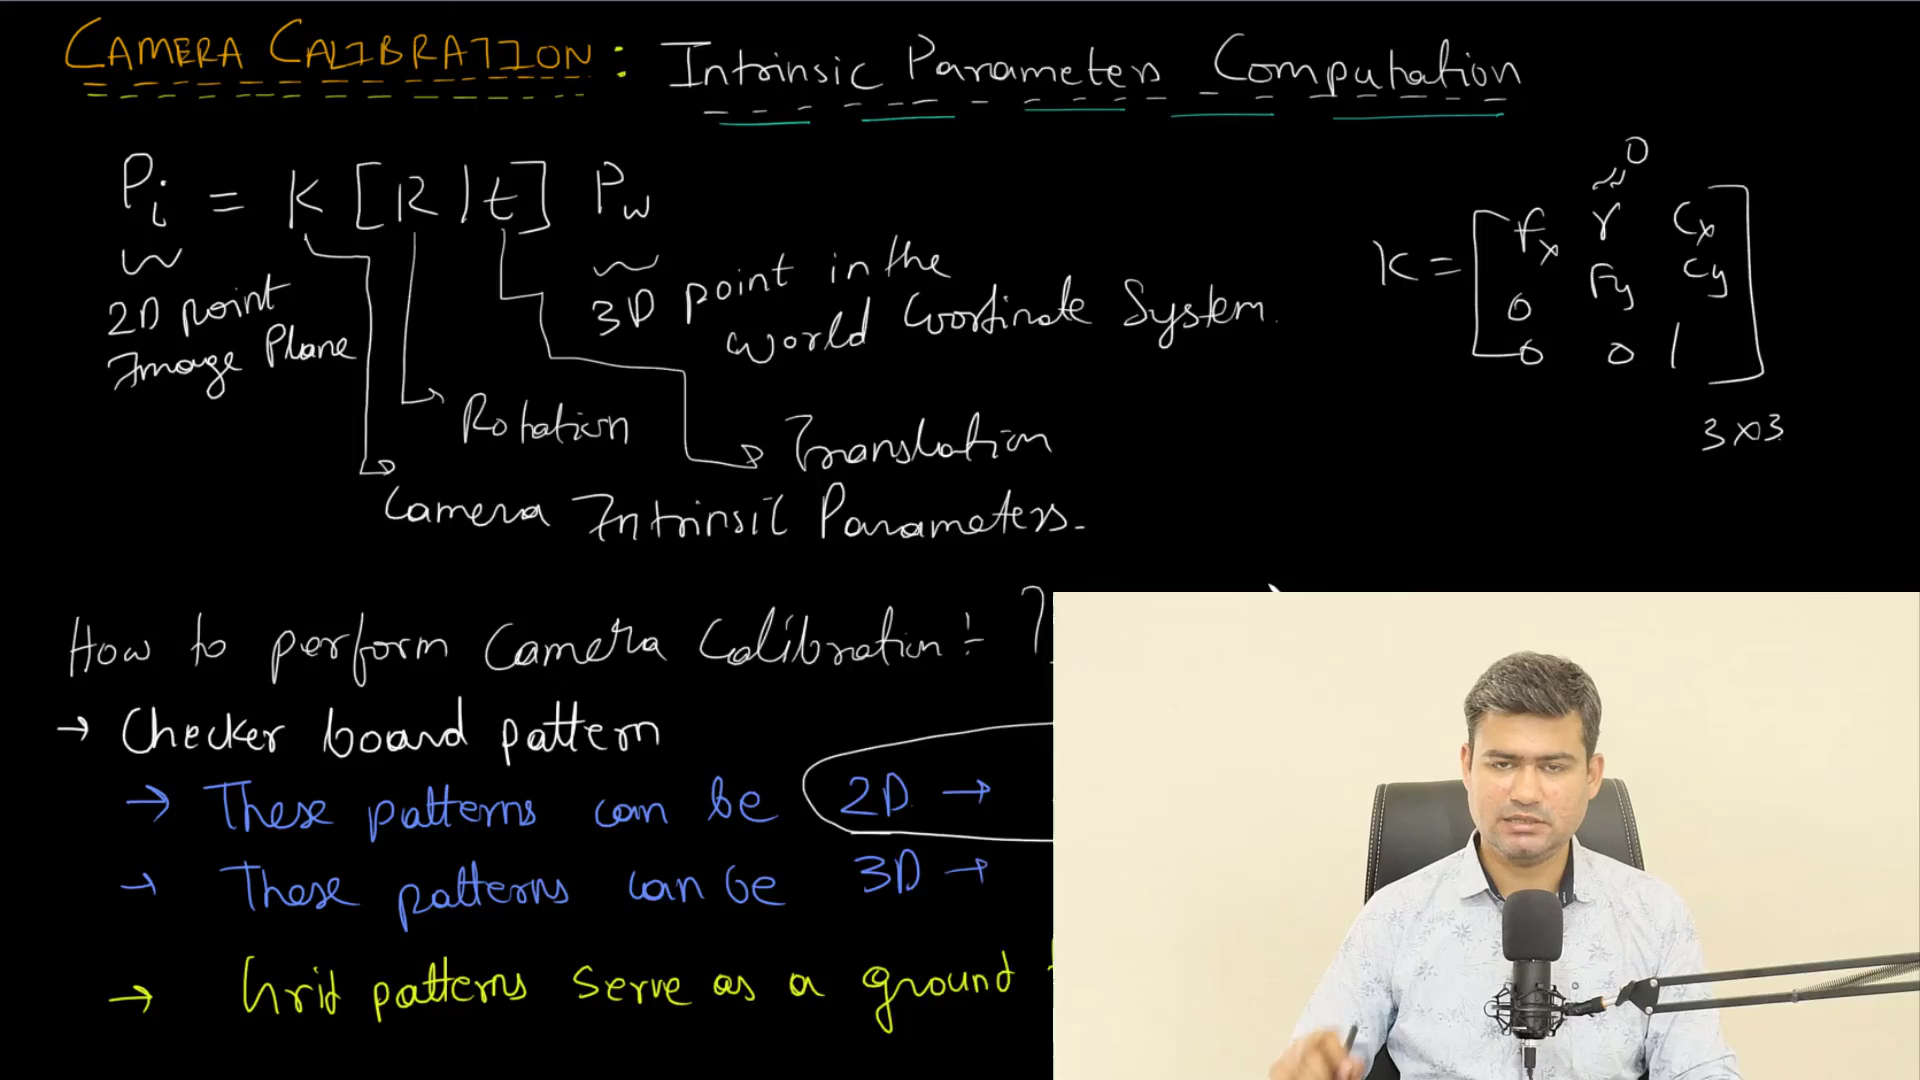 CAMERA CALIBRATION : Intrinsic Parameters Computation
Pi = K [R | t] Pw
2D point
Image Plane
3D point in the
world Coordinate System.
Rotation
Translation
Camera Intrinsic Parameters.
0
K = [ fx γ Cx
0 Fy Cy
0 0 1 ]
3x3
How to perform Camera Calibration :-
→ Checker board pattern
→ These patterns can be 2D →
→ These patterns can be 3D →
→ Grid patterns serve as a ground